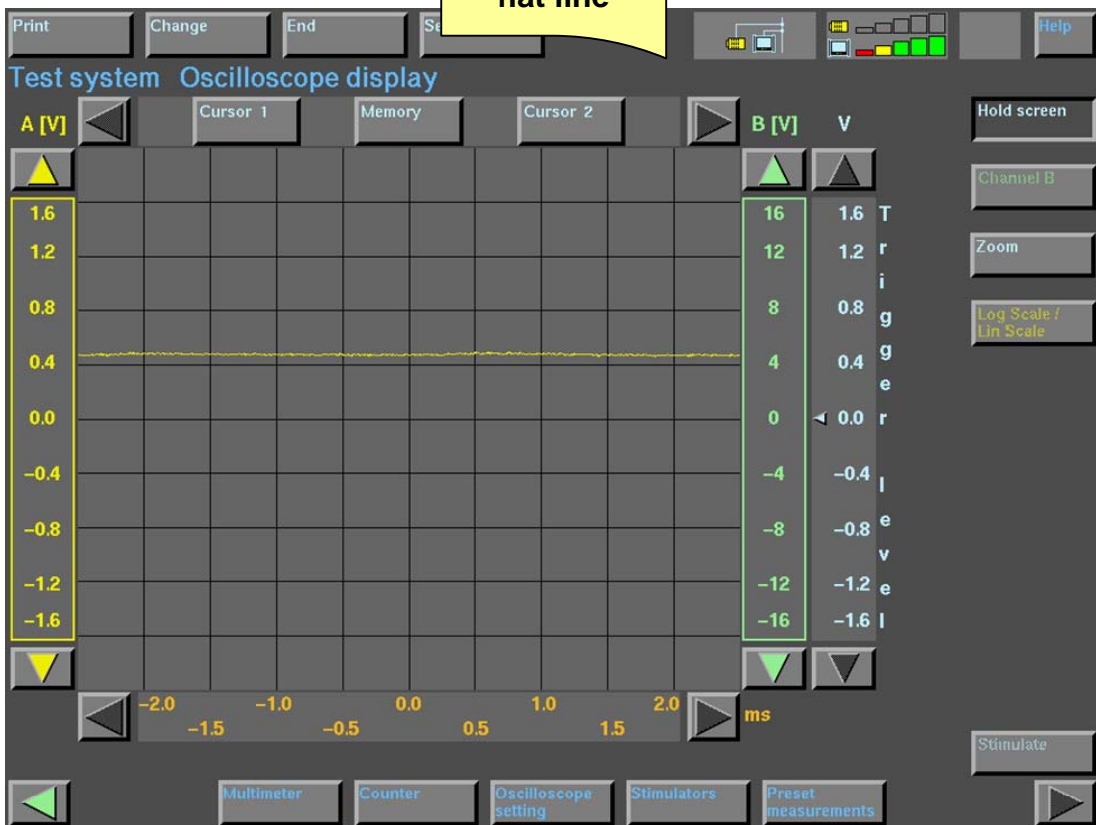 Print
Change
End
Help
Test system Oscilloscope display
A [V]
Cursor 1
Memory
Cursor 2
B [V]
V
Hold screen
Channel B
Zoom
Log Scale /
Lin Scale
1.6
1.2
0.8
0.4
0.0
−0.4
−0.8
−1.2
−1.6
16
12
8
4
0
−4
−8
−12
−16
1.6
1.2
0.8
0.4
0.0
−0.4
−0.8
−1.2
−1.6
Trigger level
−2.0
−1.5
−1.0
−0.5
0.0
0.5
1.0
1.5
2.0
ms
Stimulate
Multimeter
Counter
Oscilloscope
setting
Stimulators
Preset
measurements